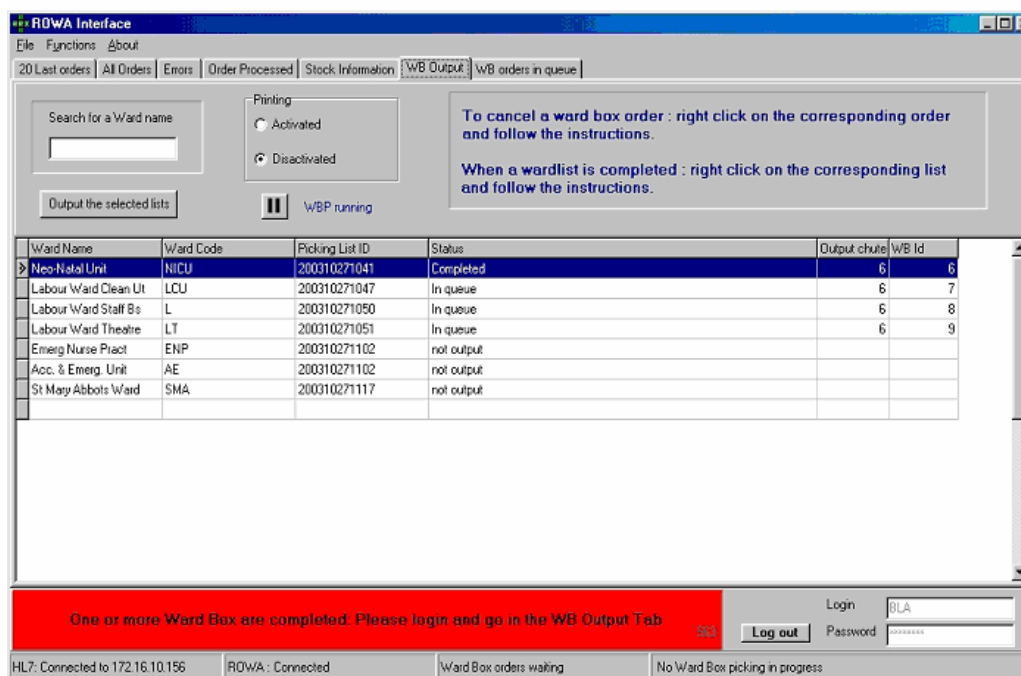 ROWA Interface
File Functions About
20 Last orders All Orders Errors Order Processed Stock Information WB Output WB orders in queue
Search for a Ward name
Output the selected lists
Printing
Activated
Disactivated
WBP running
To cancel a ward box order : right click on the corresponding order
and follow the instructions.
When a wardlist is completed : right click on the corresponding list
and follow the instructions.
Ward Name Ward Code Picking List ID Status Output chute WB Id
Neo-Natal Unit NICU 200310271041 Completed 6 6
Labour Ward Clean Ut LCU 200310271047 In queue 6 7
Labour Ward Staff Bs L 200310271050 In queue 6 8
Labour Ward Theatre LT 200310271051 In queue 6 9
Emerg Nurse Pract ENP 200310271102 not output
Acc. & Emerg. Unit AE 200310271102 not output
St Mary Abbots Ward SMA 200310271117 not output
One or more Ward Box are completed. Please login and go in the WB Output Tab
Login BLA
Log out Password ××××××××
HL7: Connected to 172.16.10.156 ROWA : Connected Ward Box orders waiting No Ward Box picking in progress